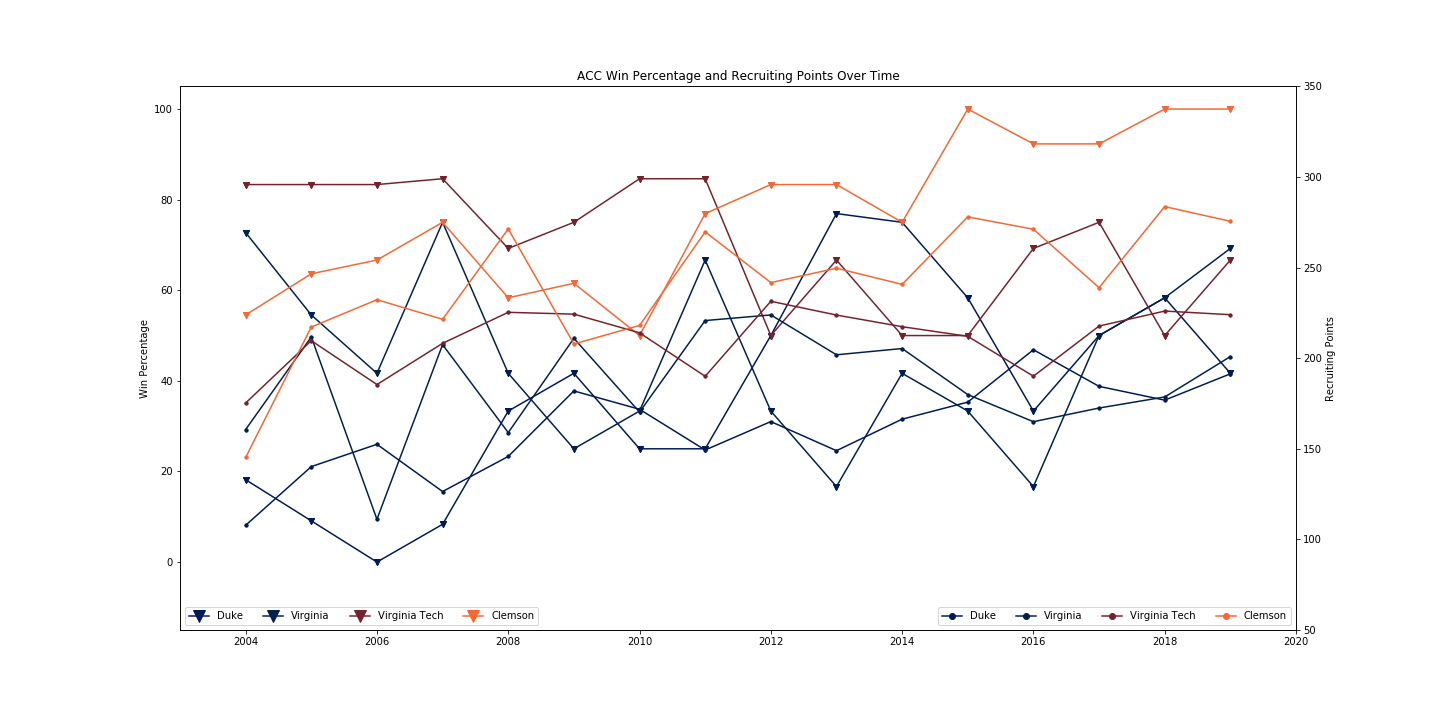 ACC Win Percentage and Recruiting Points Over Time
Win Percentage
100
80
60
40
20
0
350
300
250
200
150
100
50
Recruiting Points
Duke Virginia Virginia Tech Clemson
Duke Virginia Virginia Tech Clemson
2004 2006 2008 2010 2012 2014 2016 2018 2020